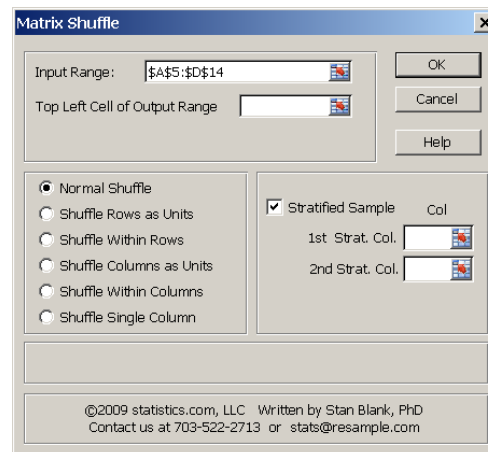 Matrix Shuffle
Input Range: $A$5:$D$14
Top Left Cell of Output Range
OK
Cancel
Help
Normal Shuffle
Shuffle Rows as Units
Shuffle Within Rows
Shuffle Columns as Units
Shuffle Within Columns
Shuffle Single Column
Stratified Sample Col
1st Strat. Col.
2nd Strat. Col.
©2009 statistics.com, LLC Written by Stan Blank, PhD
Contact us at 703-522-2713 or stats@resample.com